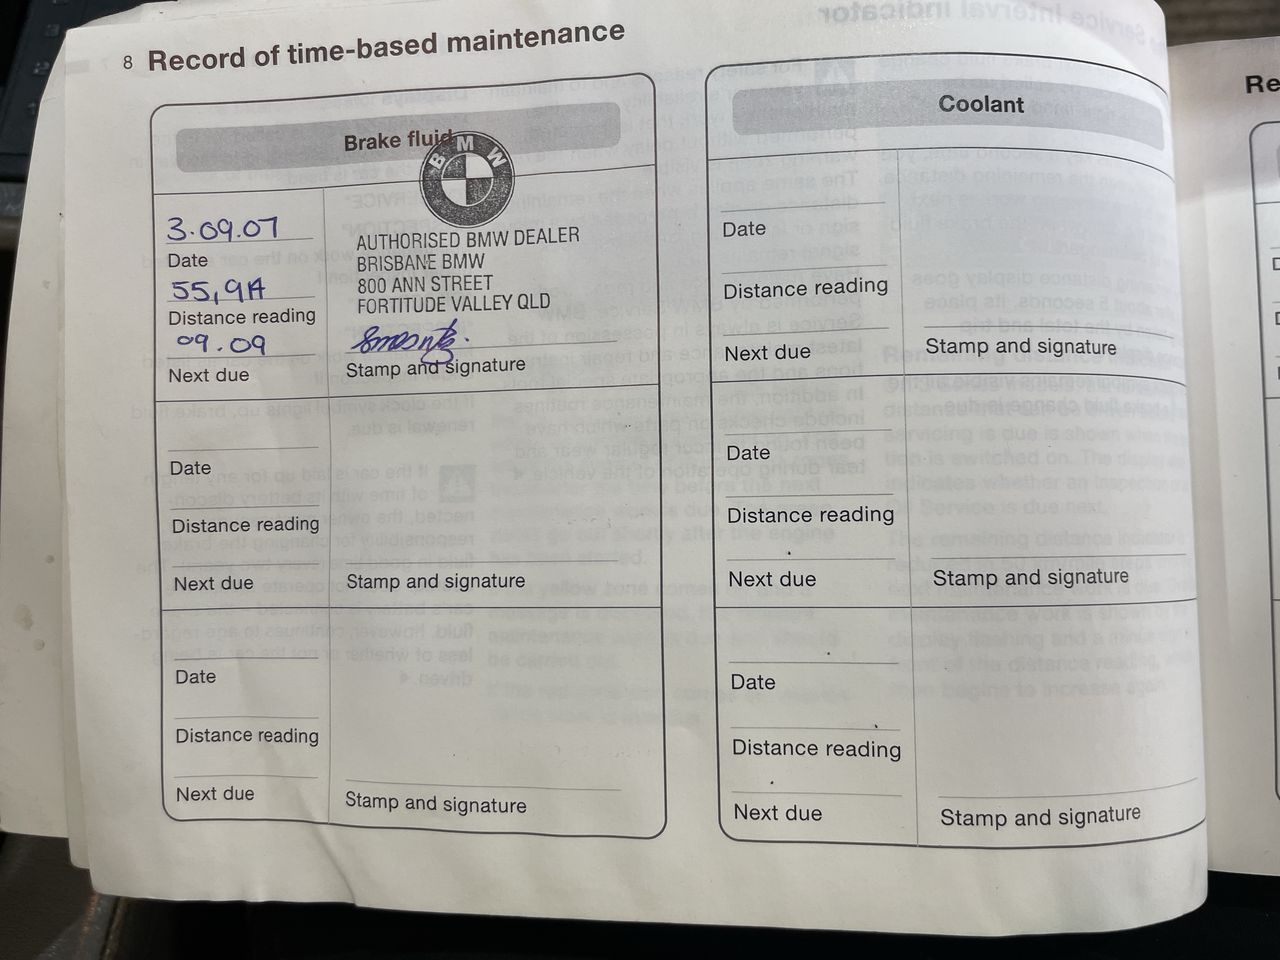 8 Record of time-based maintenance
Brake fluid
BMW
3.09.07
Date
AUTHORISED BMW DEALER
BRISBANE BMW
800 ANN STREET
FORTITUDE VALLEY QLD
Distance reading
09.09
Next due
Stamp and signature
Date
Distance reading
Next due
Stamp and signature
Date
Distance reading
Next due
Stamp and signature
Coolant
Date
Distance reading
Next due
Stamp and signature
Date
Distance reading
Next due
Stamp and signature
Date
Distance reading
Next due
Stamp and signature
Re